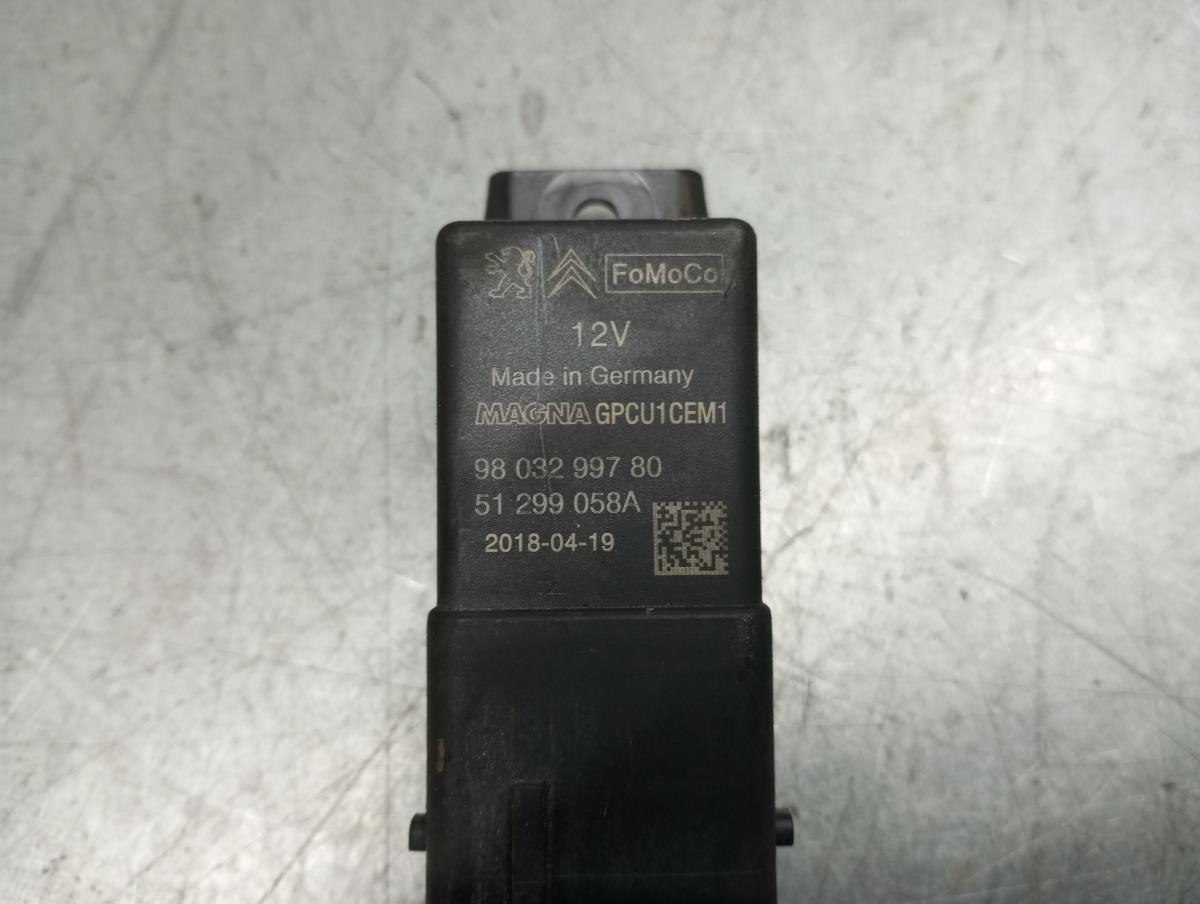 FoMoCo
12V
Made in Germany
MAGNA GPCU1CEM1
98 032 997 80
51 299 058A
2018-04-19
Z